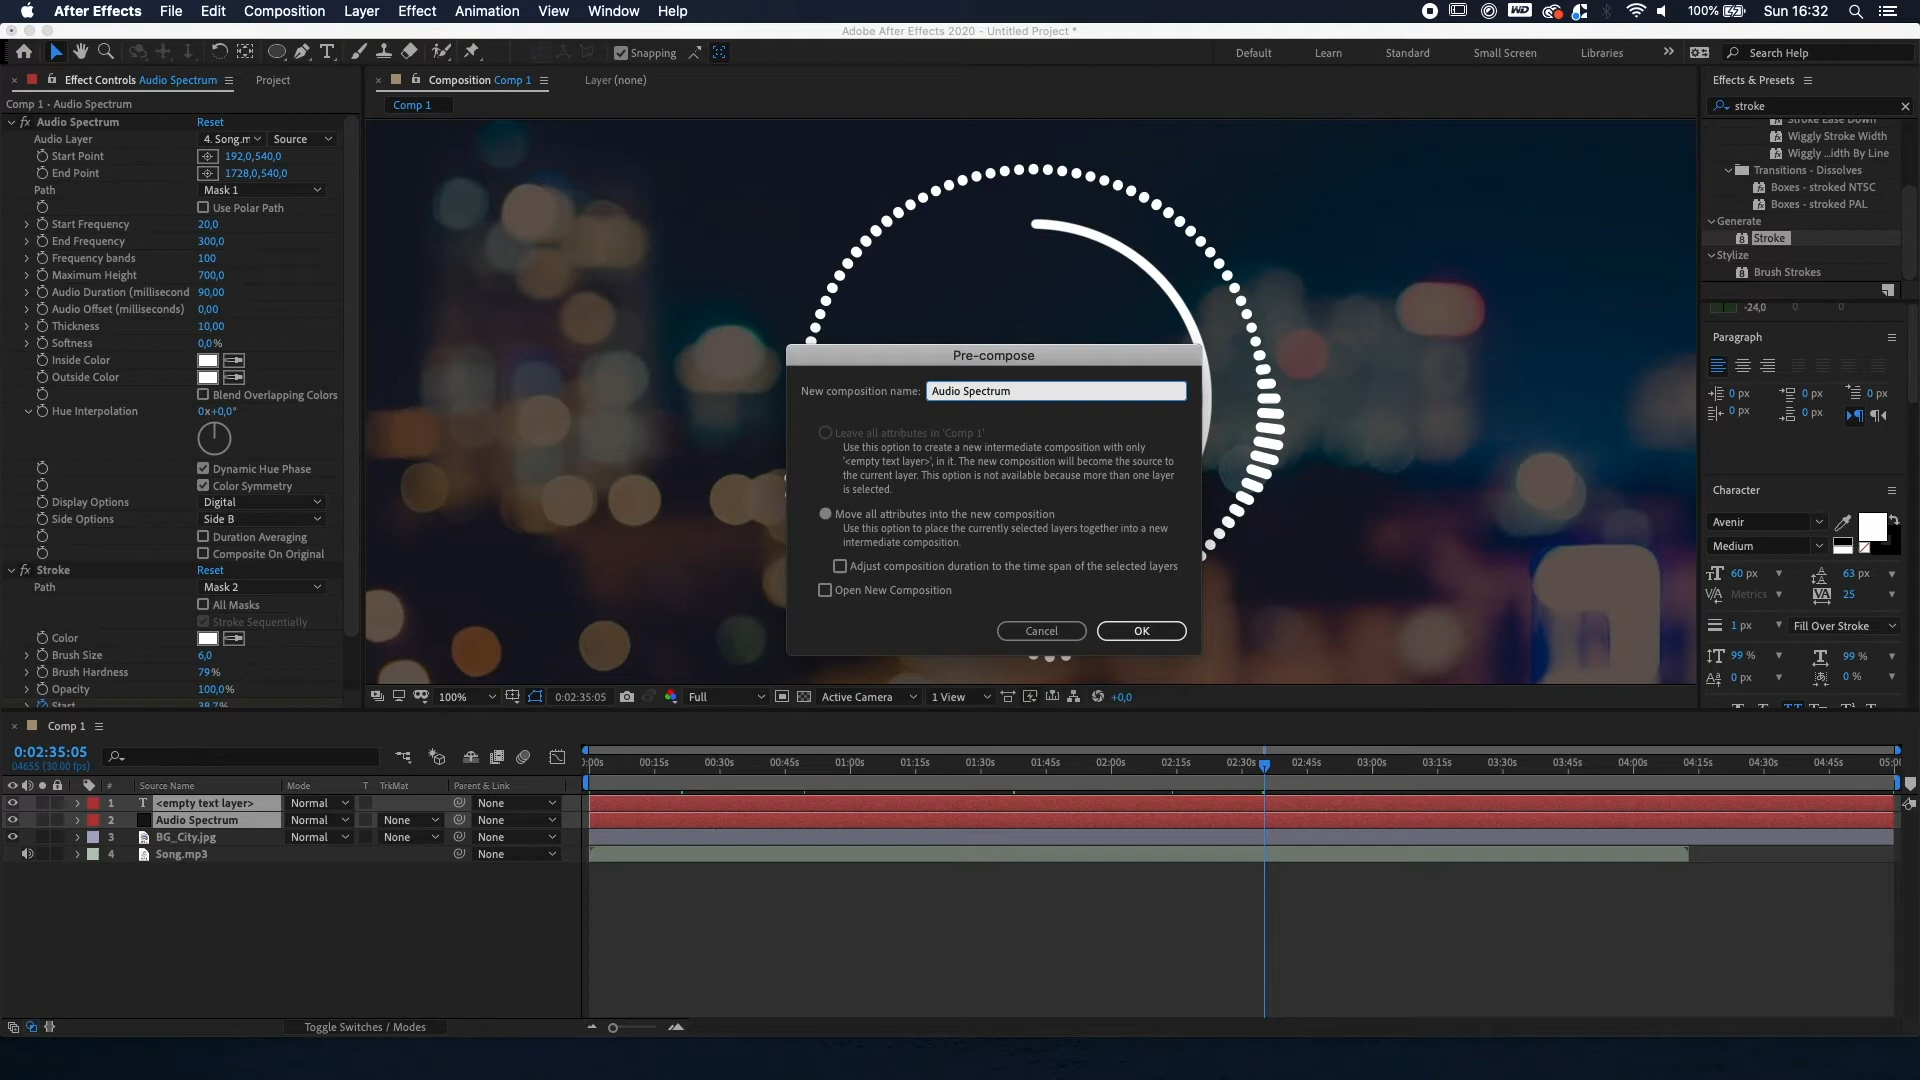 After Effects File Edit Composition Layer Effect Animation View Window Help 100% Sun 16:32
Adobe After Effects 2020 - Untitled Project *
Snapping Default Learn Standard Small Screen Libraries Search Help
Effect Controls Audio Spectrum Project
Comp 1 - Audio Spectrum
Audio Spectrum Reset
Audio Layer 4. Song.m Source
Start Point 192,0,540,0
End Point 1728,0,540,0
Path Mask 1
Use Polar Path
Start Frequency 20,0
End Frequency 300,0
Frequency bands 100
Maximum Height 700,0
Audio Duration (millisecond 90,00
Audio Offset (milliseconds) 0,00
Thickness 10,00
Softness 0,0 %
Inside Color
Outside Color
Blend Overlapping Colors
Hue Interpolation 0x+0,0°
Dynamic Hue Phase
Color Symmetry
Display Options Digital
Side Options Side B
Duration Averaging
Composite On Original
Stroke Reset
Path Mask 2
All Masks
Stroke Sequentially
Color
Brush Size 6,0
Brush Hardness 79 %
Opacity 100,0 %
Start 38,7 %
Composition Comp 1 Layer (none)
Comp 1
Pre-compose
New composition name: Audio Spectrum
Leave all attributes in 'Comp 1'
Use this option to create a new intermediate composition with only
'<empty text layer>', in it. The new composition will become the source to
the current layer. This option is not available because more than one layer
is selected.
Move all attributes into the new composition
Use this option to place the currently selected layers together into a new
intermediate composition.
Adjust composition duration to the time span of the selected layers
Open New Composition
Cancel OK
100% 0:02:35:05 Full Active Camera 1 View +0,0
Effects & Presets
stroke
Stroke Ease Down
Wiggly Stroke Width
Wiggly ...idth By Line
Transitions - Dissolves
Boxes - stroked NTSC
Boxes - stroked PAL
Generate
Stroke
Stylize
Brush Strokes
-24,0 0 0
Paragraph
0 px 0 px 0 px
0 px 0 px
Character
Avenir
Medium
60 px 63 px
Metrics 25
1 px Fill Over Stroke
99 % 99 %
0 px 0 %
Comp 1
0:02:35:05
04655 (30.00 fps)
:00s 00:15s 00:30s 00:45s 01:00s 01:15s 01:30s 01:45s 02:00s 02:15s 02:30s 02:45s 03:00s 03:15s 03:30s 03:45s 04:00s 04:15s 04:30s 04:45s 05:0
# Source Name Mode T TrkMat Parent & Link
1 T <empty text layer> Normal None
2 Audio Spectrum Normal None None
3 BG_City.jpg Normal None None
4 Song.mp3 None
Toggle Switches / Modes